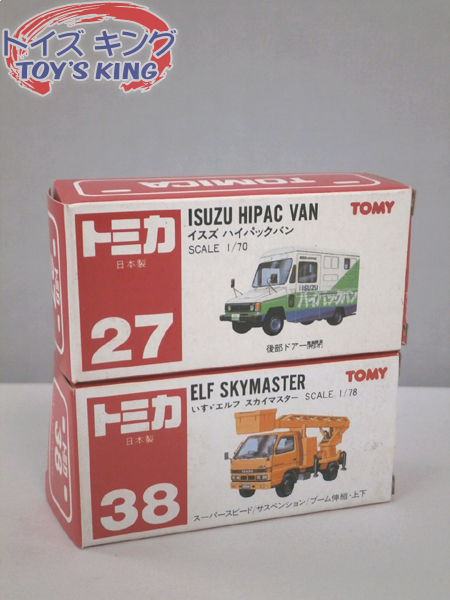 トイズ キング
TOY'S KING
TOMICA
トミカ
日本製
27
ISUZU HIPAC VAN
イスズ ハイパックバン
SCALE 1/70
TOMY
ISUZU
ハイパックバン
後部ドアー開閉
トミカ
日本製
38
ELF SKYMASTER
いすゞエルフ スカイマスター SCALE 1/78
TOMY
スーパースピード/サスペンション/ブーム伸縮・上下
トミカ
38